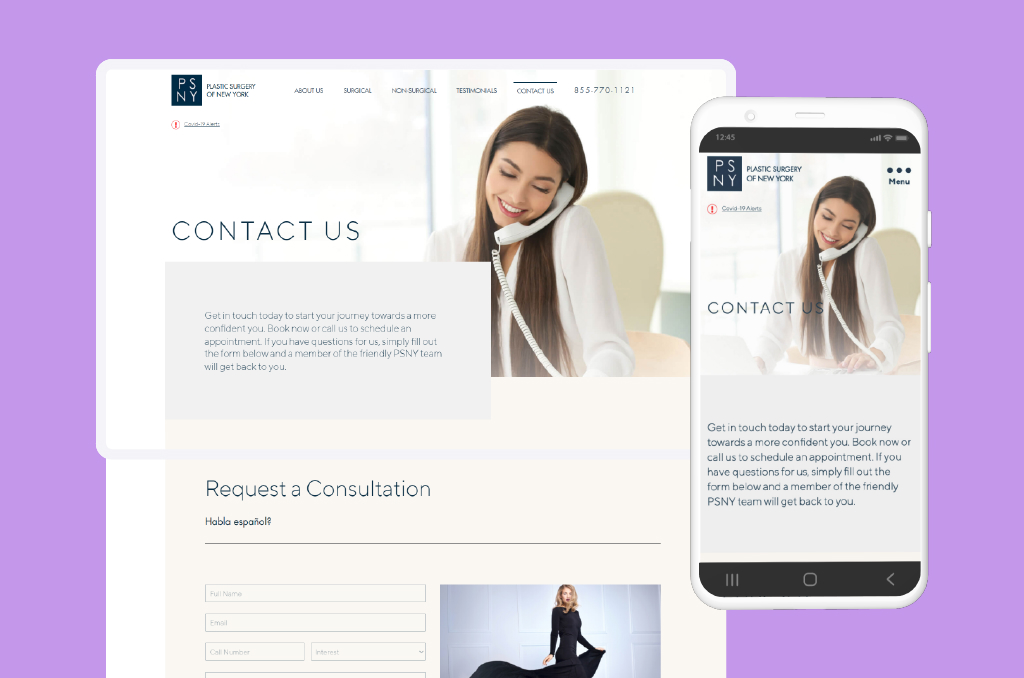 PS
NY
PLASTIC SURGERY
OF NEW YORK
ABOUT US
SURGICAL
NON-SURGICAL
TESTIMONIALS
CONTACT US
855-770-1121
Covid-19 Alerts
CONTACT US
Get in touch today to start your journey towards a more
confident you. Book now or call us to schedule an
appointment. If you have questions for us, simply fill out
the form below and a member of the friendly PSNY team
will get back to you.
Request a Consultation
Habla español?
Full Name
Email
Call Number
Interest
12:45
PS
NY
PLASTIC SURGERY
OF NEW YORK
Menu
Covid-19 Alerts
CONTACT US
Get in touch today to start your journey
towards a more confident you. Book now or
call us to schedule an appointment. If you
have questions for us, simply fill out the
form below and a member of the friendly
PSNY team will get back to you.